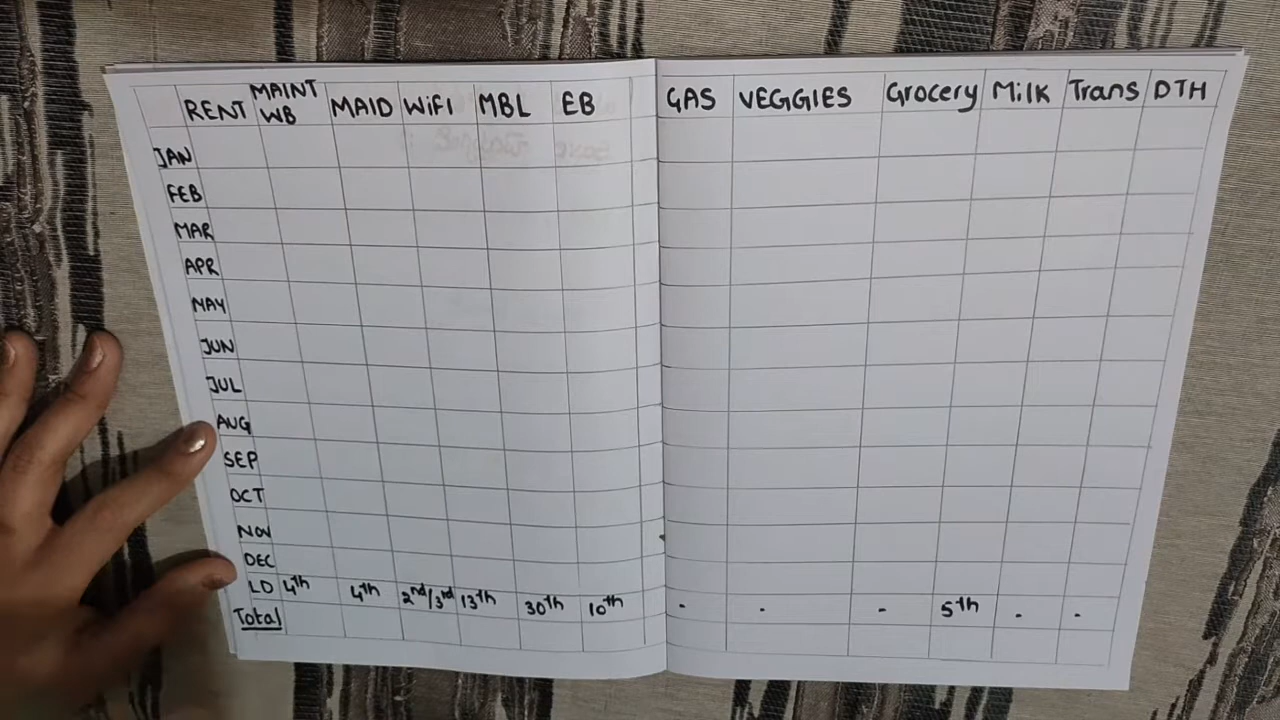 RENT MAINT WB MAID WiFI MBL EB GAS VEGGIES Grocery Milk Trans DTH
JAN
FEB
MAR
APR
MAY
JUN
JUL
AUG
SEP
OCT
NOV
DEC
LD 4th 4th 2nd/3rd 13th 30th 10th - - - 5th - -
Total